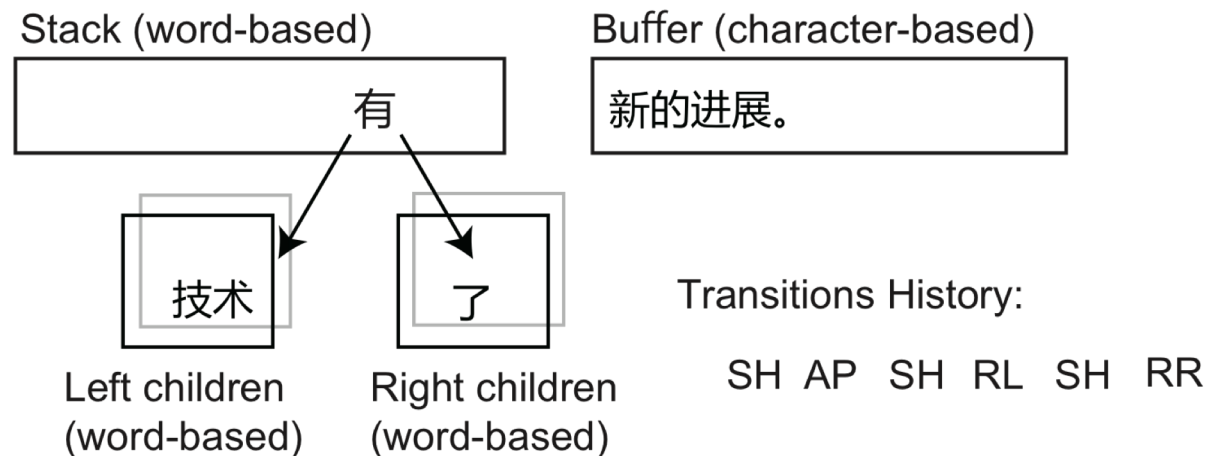 Stack (word-based)
Buffer (character-based)
有
新的进展。
技术
了
Transitions History:
SH AP SH RL SH RR
Left children
(word-based)
Right children
(word-based)